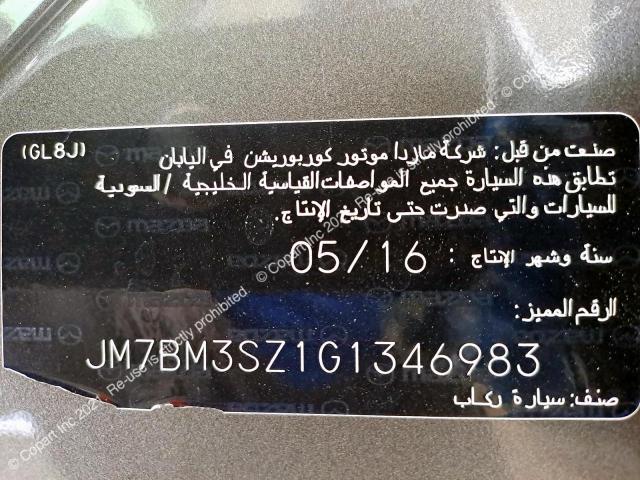 (GL8J)
صنعت من قبل: شركة مازدا موتور كوربوريشن في اليابان
تطابق هذه السيارة جميع المواصفات القياسية الخليجية / السعودية
للسيارات والتي صدرت حتى تاريخ الإنتاج.
سنة وشهر الإنتاج : 05/16
الرقم المميز:
JM7BM3SZ1G1346983
صنف: سيارة ركاب